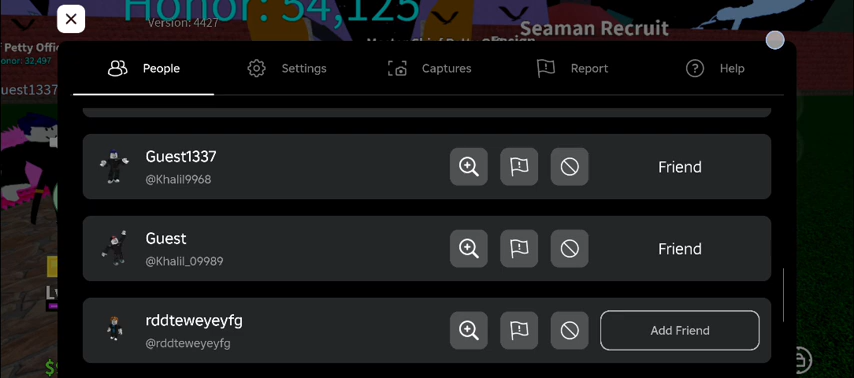 Honor: 54,125
Version: 4427
Seaman Recruit
Petty Offic
onor: 32,497
uest1337
People
Settings
Captures
Report
Help
Guest1337
@Khalil9968
Friend
Guest
@Khalil_09989
Friend
rddteweyeyfg
@rddteweyeyfg
Add Friend